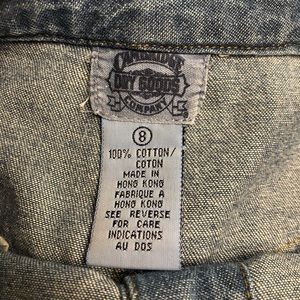 CAMBRIDGE
DRY GOODS
COMPANY
8
100% COTTON/
COTON
MADE IN
HONG KONG
FABRIQUE A
HONG KONG
SEE REVERSE
FOR CARE
INDICATIONS
AU DOS